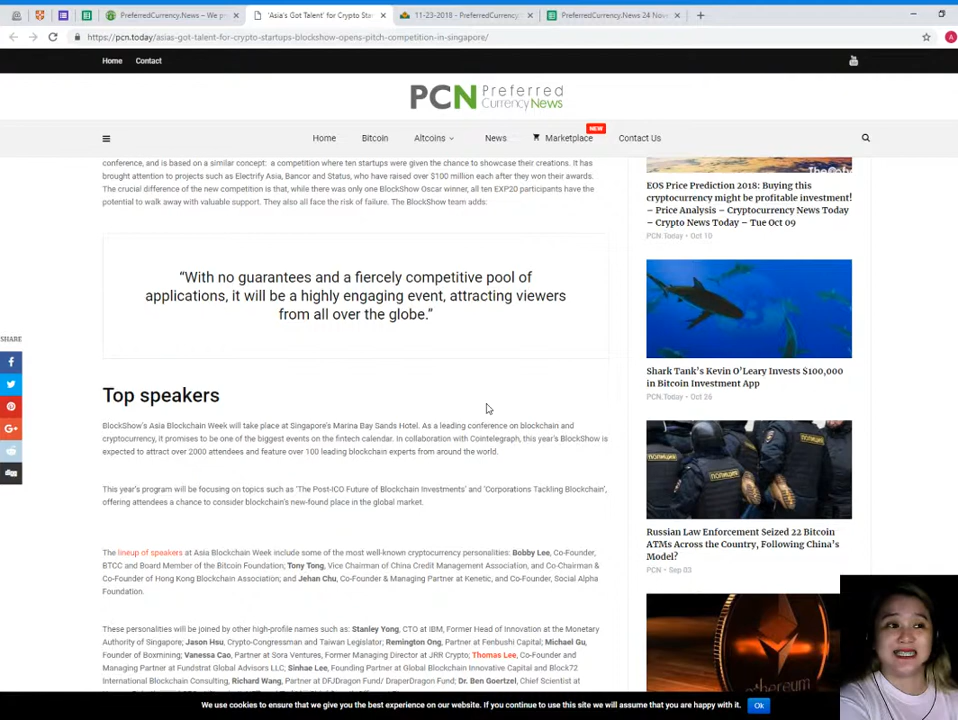 PreferredCurrency.News – We p
'Asia's Got Talent' for Crypto Sta
11-23-2018 - PreferredCurrency.N
PreferredCurrency.News 24 Nov
https://pcn.today/asias-got-talent-for-crypto-startups-blockshow-opens-pitch-competition-in-singapore/
Home Contact
PCN Preferred
Currency News
NEW
Home Bitcoin Altcoins News Marketplace Contact Us
conference, and is based on a similar concept: a competition where ten startups were given the chance to showcase their creations. It has
brought attention to projects such as Electrify Asia, Bancor and Status, who have raised over $100 million each after they won their awards.
The crucial difference of the new competition is that, while there was only one BlockShow Oscar winner, all ten EXP20 participants have the
potential to walk away with valuable support. They also all face the risk of failure. The BlockShow team adds:
“With no guarantees and a fiercely competitive pool of
applications, it will be a highly engaging event, attracting viewers
from all over the globe.”
SHARE
Top speakers
BlockShow's Asia Blockchain Week will take place at Singapore's Marina Bay Sands Hotel. As a leading conference on blockchain and
cryptocurrency, it promises to be one of the biggest events on the fintech calendar. In collaboration with Cointelegraph, this year's BlockShow is
expected to attract over 2000 attendees and feature over 100 leading blockchain experts from around the world.
This year's program will be focusing on topics such as 'The Post-ICO Future of Blockchain Investments' and 'Corporations Tackling Blockchain',
offering attendees a chance to consider blockchain's new-found place in the global market.
The lineup of speakers at Asia Blockchain Week include some of the most well-known cryptocurrency personalities: Bobby Lee, Co-Founder,
BTCC and Board Member of the Bitcoin Foundation; Tony Tong, Vice Chairman of China Credit Management Association, and Co-Chairman &
Co-Founder of Hong Kong Blockchain Association; and Jehan Chu, Co-Founder & Managing Partner at Kenetic, and Co-Founder, Social Alpha
Foundation.
These personalities will be joined by other high-profile names such as: Stanley Yong, CTO at IBM, Former Head of Innovation at the Monetary
Authority of Singapore; Jason Hsu, Crypto-Congressman and Taiwan Legislator; Remington Ong, Partner at Fenbushi Capital; Michael Gu,
Founder of Boxmining; Vanessa Cao, Partner at Sora Ventures, Former Managing Director at JRR Crypto; Thomas Lee, Co-Founder and
Managing Partner at Fundstrat Global Advisors LLC, Sinhae Lee, Founding Partner at Global Blockchain Innovative Capital and Block72
International Blockchain Consulting, Richard Wang, Partner at DFJDragon Fund/ DraperDragon Fund; Dr. Ben Goertzel, Chief Scientist at
EOS Price Prediction 2018: Buying this
cryptocurrency might be profitable investment!
– Price Analysis – Cryptocurrency News Today
– Crypto News Today – Tue Oct 09
PCN.Today • Oct 10
Shark Tank's Kevin O'Leary Invests $100,000
in Bitcoin Investment App
PCN.Today • Oct 26
ПОЛИЦИЯ
Russian Law Enforcement Seized 22 Bitcoin
ATMs Across the Country, Following China's
Model?
PCN • Sep 03
ethereum
We use cookies to ensure that we give you the best experience on our website. If you continue to use this site we will assume that you are happy with it. Ok